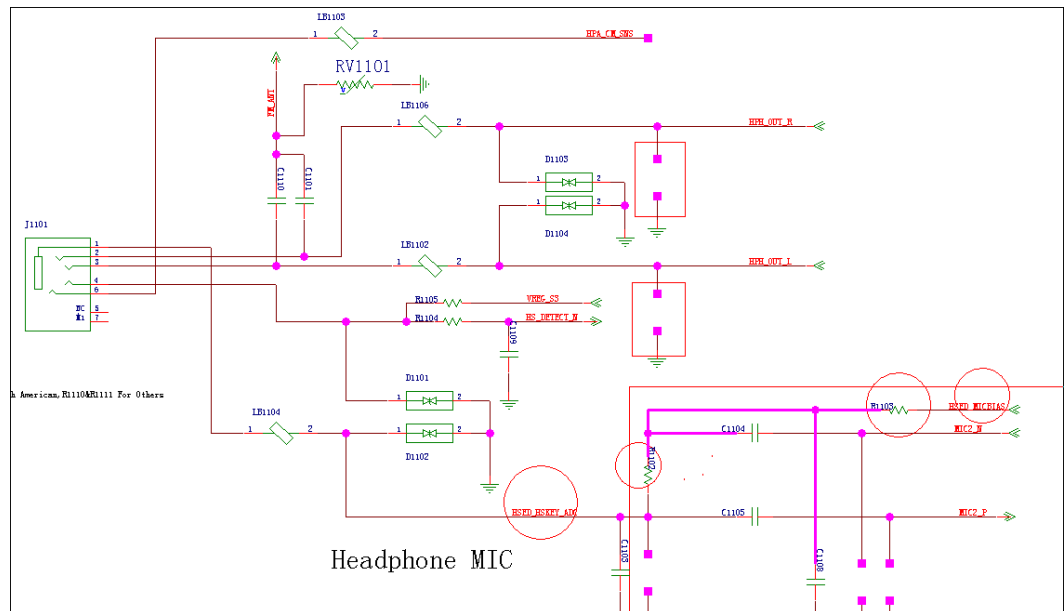 LB1103
1 2 HPA_CM_SNS
RV1101
FM_ANT
LB1106
1 2 HPH_OUT_R
C1110
C1101
D1103
1 2
1 2
D1104
J1101
1
2
3
4
6
NC 5
7
LB1102
1 2 HPH_OUT_L
R1105 VREG_S3
R1104 HS_DETECT_N
C1109
D1101
1 2
h American,R1110&R1111 For Others
LB1104
1 2
1 2
D1102
R1103 HSED_MICBIAS
C1104 MIC2_N
R1107
HSED_HSKEY_ADC
C1105 MIC2_P
C1103
C1108
Headphone MIC